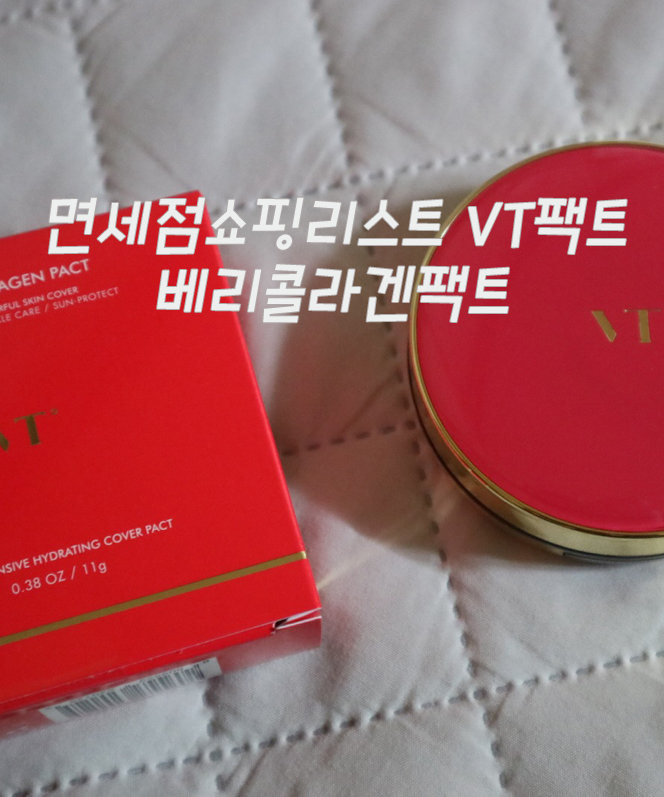 면세점쇼핑리스트 VT팩트
베리콜라겐팩트
AGEN PACT
RFUL SKIN COVER
LE CARE / SUN-PROTECT
VT
VT
NSIVE HYDRATING COVER PACT
0.38 OZ / 11g